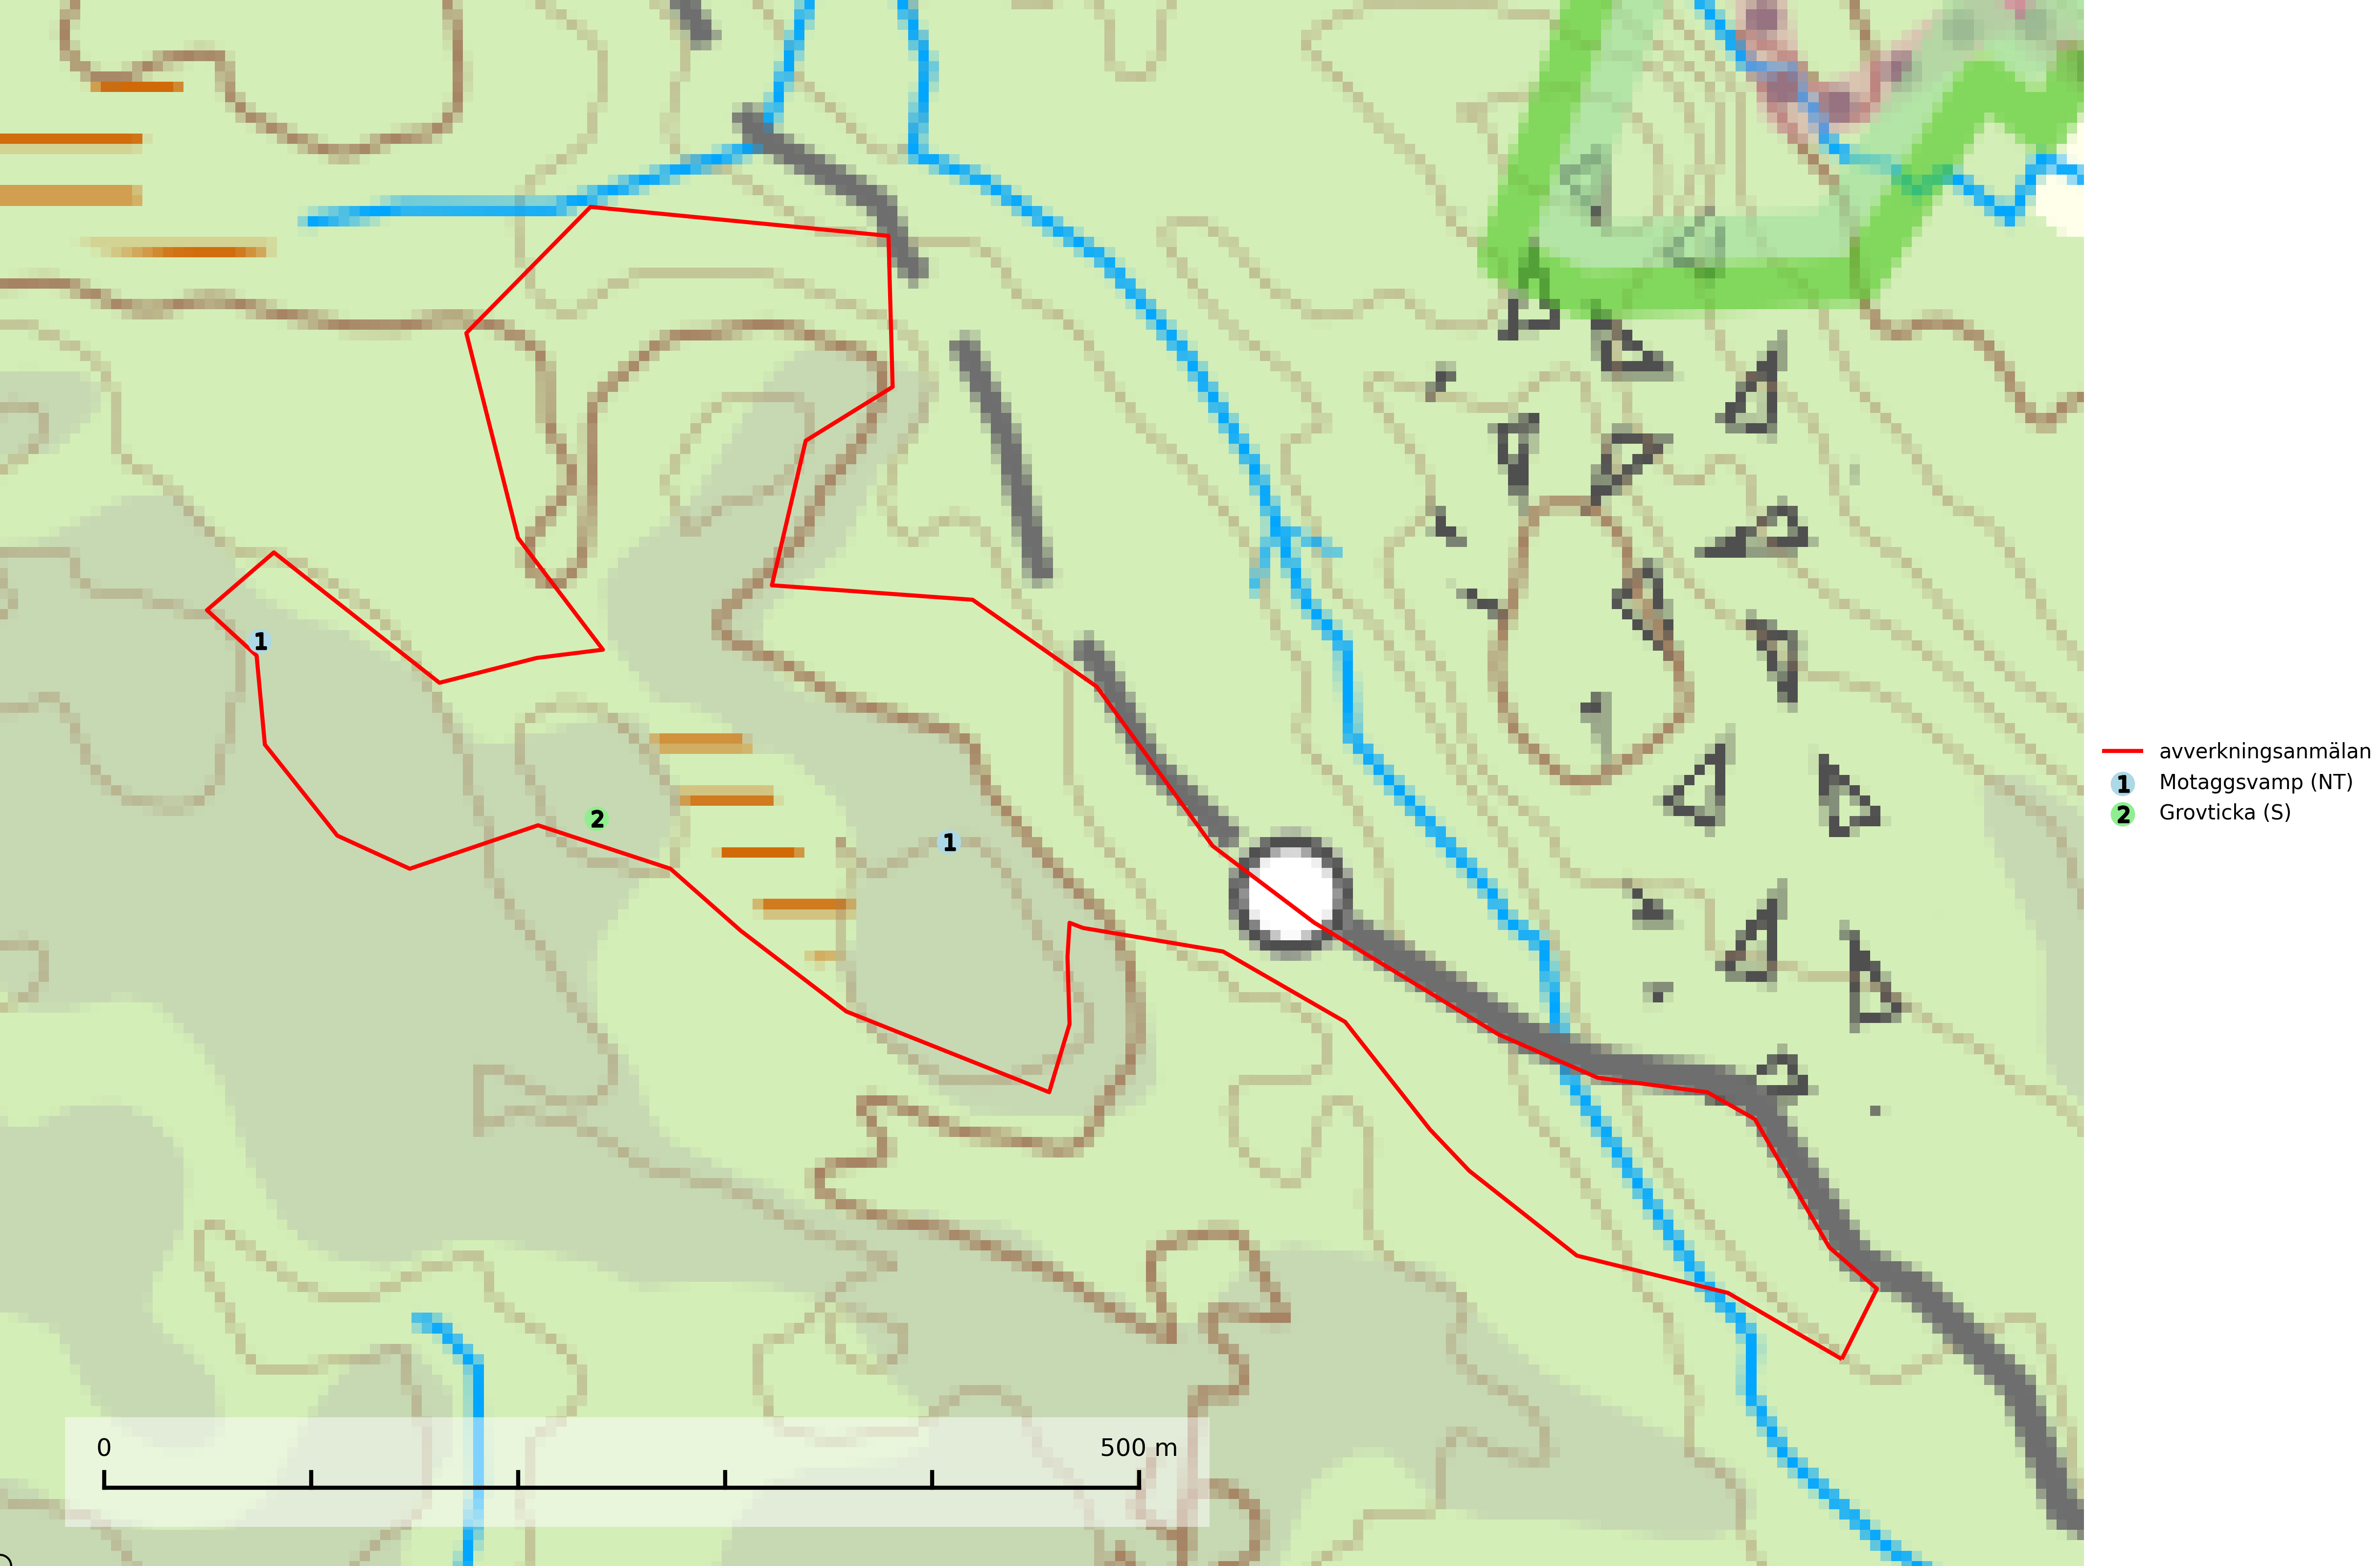 1
2
1
avverkningsanmälan
1 Motaggsvamp (NT)
2 Grovticka (S)
0 500 m